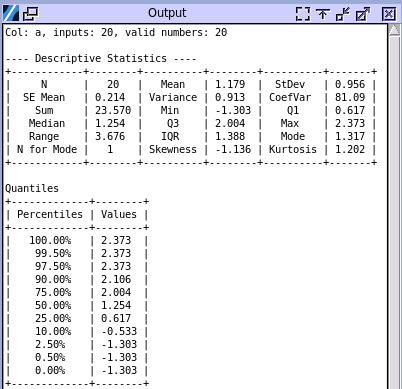 Output
Col: a, inputs: 20, valid numbers: 20
---- Descriptive Statistics ----
+------------+--------+----------+--------+----------+-------+
|     N      |   20   |   Mean   | 1.179  |  StDev   | 0.956 |
|  SE Mean   | 0.214  | Variance | 0.913  | CoefVar  | 81.09 |
|    Sum     | 23.570 |   Min    | -1.303 |    Q1    | 0.617 |
|   Median   | 1.254  |    Q3    | 2.004  |   Max    | 2.373 |
|   Range    | 3.676  |   IQR    | 1.388  |   Mode   | 1.317 |
| N for Mode |   1    | Skewness | -1.136 | Kurtosis | 1.202 |
+------------+--------+----------+--------+----------+-------+
Quantiles
+-------------+--------+
| Percentiles | Values |
+-------------+--------+
|   100.00%   | 2.373  |
|    99.50%   | 2.373  |
|    97.50%   | 2.373  |
|    90.00%   | 2.106  |
|    75.00%   | 2.004  |
|    50.00%   | 1.254  |
|    25.00%   | 0.617  |
|    10.00%   | -0.533 |
|    2.50%    | -1.303 |
|    0.50%    | -1.303 |
|    0.00%    | -1.303 |
+-------------+--------+